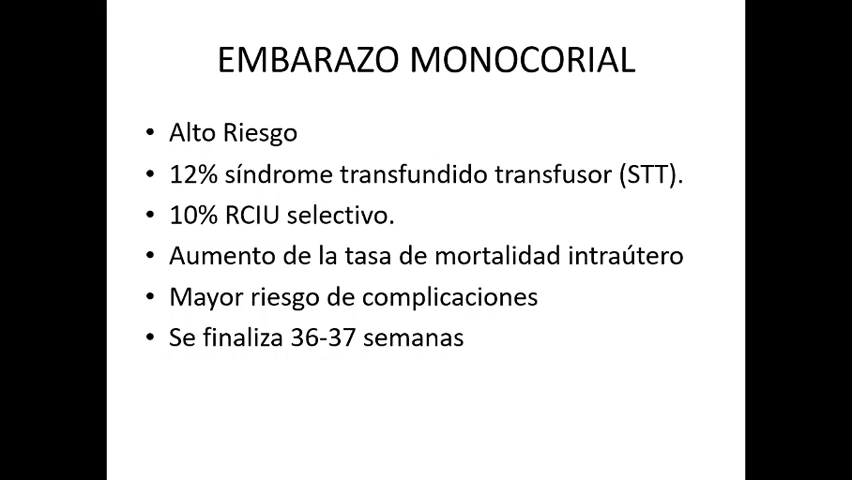 EMBARAZO MONOCORIAL
• Alto Riesgo
• 12% síndrome transfundido transfusor (STT).
• 10% RCIU selectivo.
• Aumento de la tasa de mortalidad intraútero
• Mayor riesgo de complicaciones
• Se finaliza 36-37 semanas